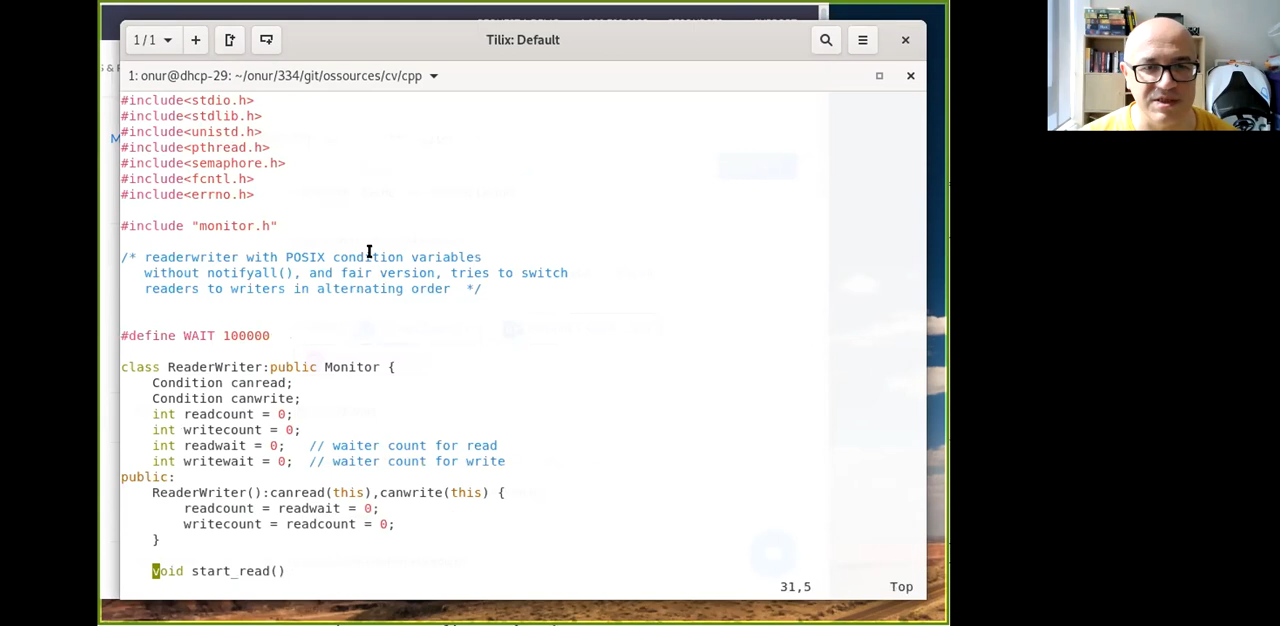 1 / 1
Tilix: Default
1: onur@dhcp-29: ~/onur/334/git/ossources/cv/cpp
#include<stdio.h>
#include<stdlib.h>
#include<unistd.h>
#include<pthread.h>
#include<semaphore.h>
#include<fcntl.h>
#include<errno.h>
#include "monitor.h"
/* readerwriter with POSIX condition variables
without notifyall(), and fair version, tries to switch
readers to writers in alternating order */
#define WAIT 100000
class ReaderWriter:public Monitor {
Condition canread;
Condition canwrite;
int readcount = 0;
int writecount = 0;
int readwait = 0; // waiter count for read
int writewait = 0; // waiter count for write
public:
ReaderWriter():canread(this),canwrite(this) {
readcount = readwait = 0;
writecount = readcount = 0;
}
void start_read()
31,5 Top